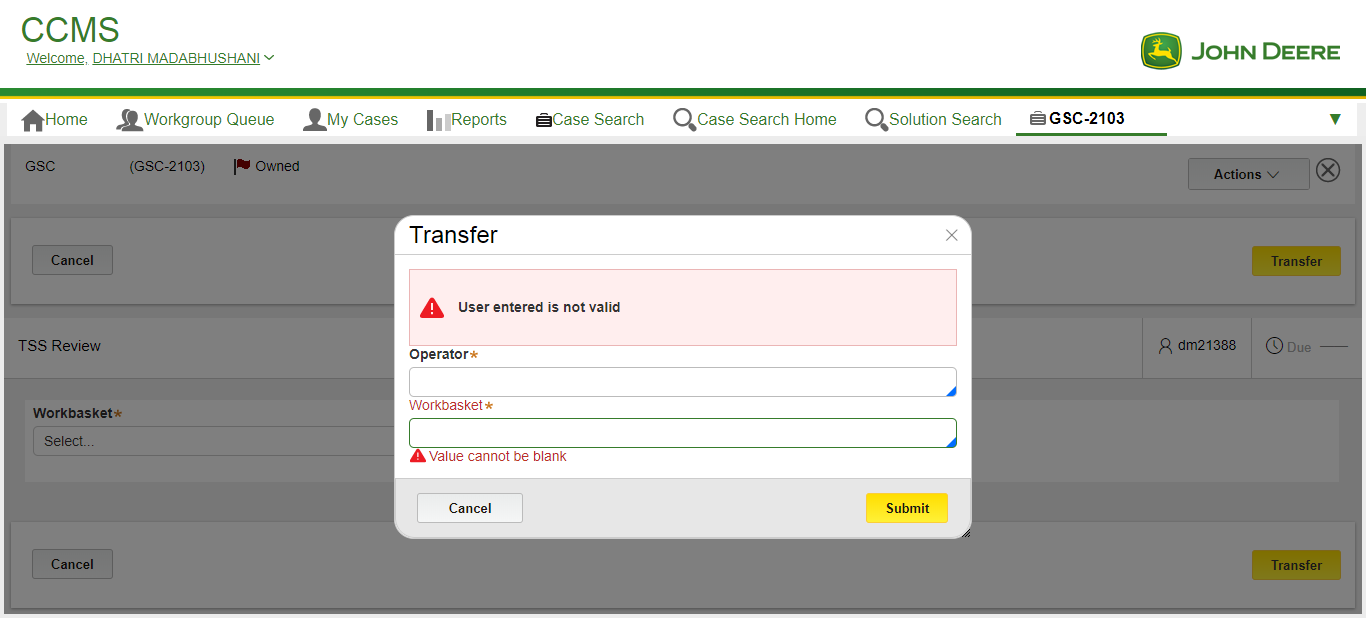 CCMS
Welcome, DHATRI MADABHUSHANI
JOHN DEERE
Home Workgroup Queue My Cases Reports Case Search Case Search Home Solution Search GSC-2103
GSC (GSC-2103) Owned Actions
Transfer
Cancel Transfer
User entered is not valid
TSS Review dm21388 Due
Operator*
Workbasket*
Workbasket*
Select...
Value cannot be blank
Cancel Submit
Cancel Transfer